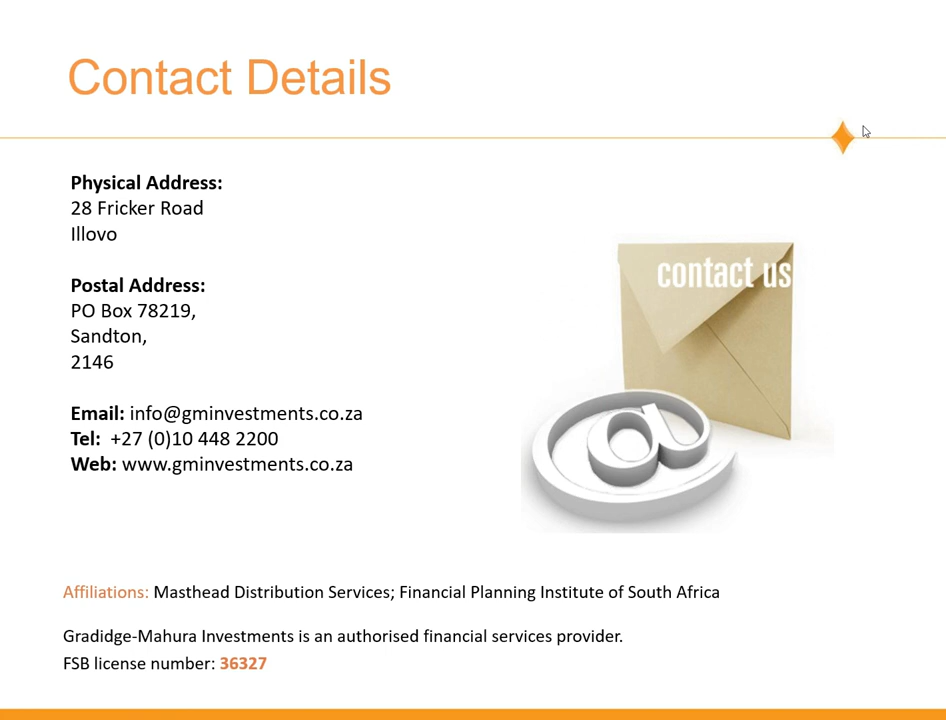 Contact Details
Physical Address:
28 Fricker Road
Illovo
Postal Address:
PO Box 78219,
Sandton,
2146
Email: info@gminvestments.co.za
Tel:  +27 (0)10 448 2200
Web: www.gminvestments.co.za
contact us
Affiliations: Masthead Distribution Services; Financial Planning Institute of South Africa
Gradidge-Mahura Investments is an authorised financial services provider.
FSB license number: 36327